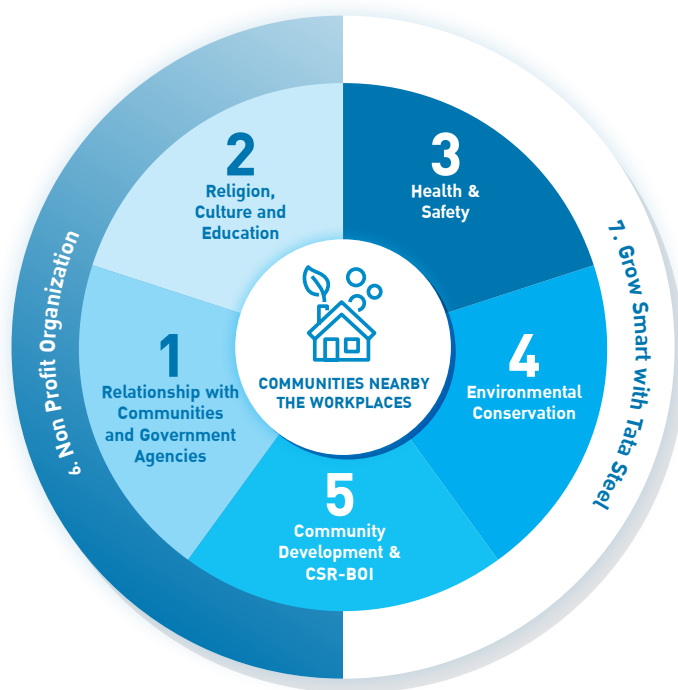 2
Religion,
Culture and
Education
3
Health &
Safety
1
Relationship with
Communities
and Government
Agencies
COMMUNITIES NEARBY
THE WORKPLACES
4
Environmental
Conservation
5
Community
Development &
CSR-BOI
6. Non Profit Organization
7. Grow Smart with Tata Steel